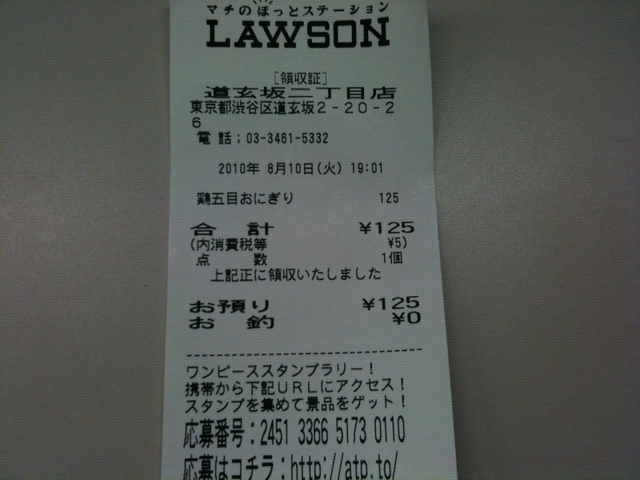 マチのほっとステーション
LAWSON
[領収証]
道玄坂二丁目店
東京都渋谷区道玄坂2-20-2
6
電話;03-3461-5332
2010年 8月10日(火) 19:01
鶏五目おにぎり 125
合 計 ¥125
(内消費税等 ¥5)
点 数 1個
上記正に領収いたしました
お預り ¥125
お 釣 ¥0
ワンピーススタンプラリー!
携帯から下記URLにアクセス!
スタンプを集めて景品をゲット!
応募番号:2451 3366 5173 0110
応募はコチラ:http://atp.to/